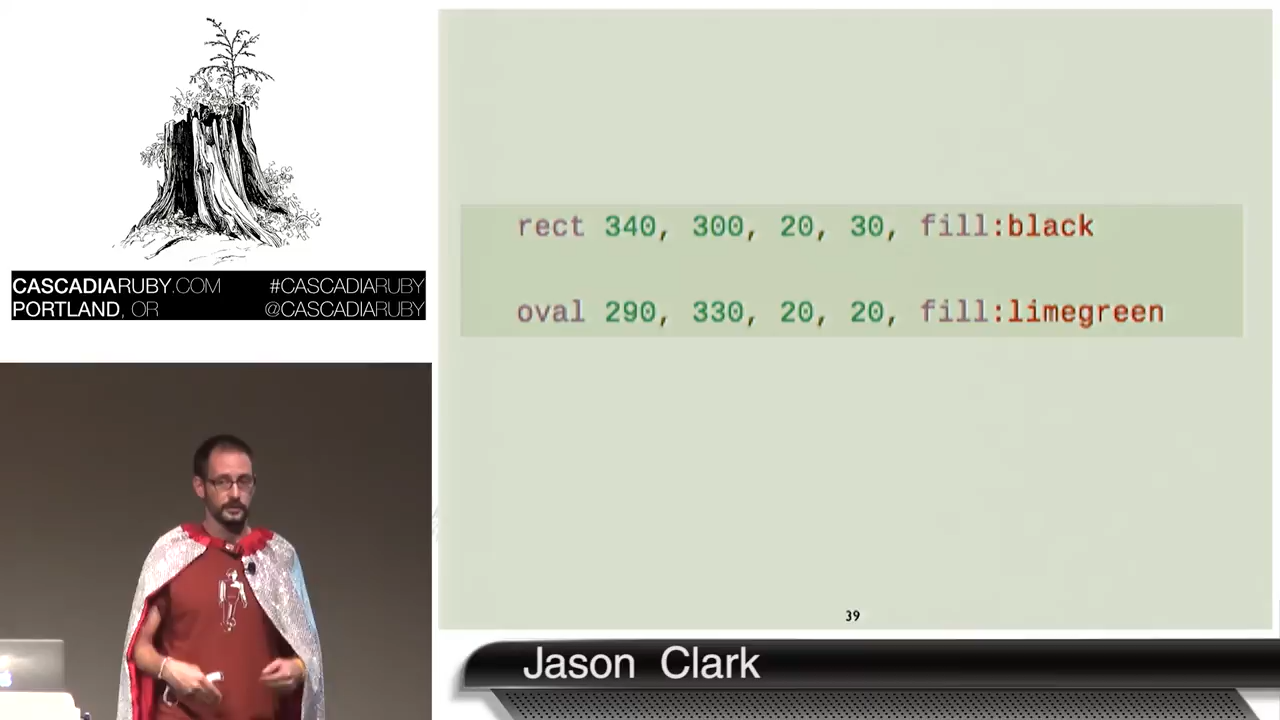 CASCADIARUBY.COM #CASCADIARUBY
PORTLAND, OR @CASCADIARUBY
rect 340, 300, 20, 30, fill:black
oval 290, 330, 20, 20, fill:limegreen
39
Jason Clark